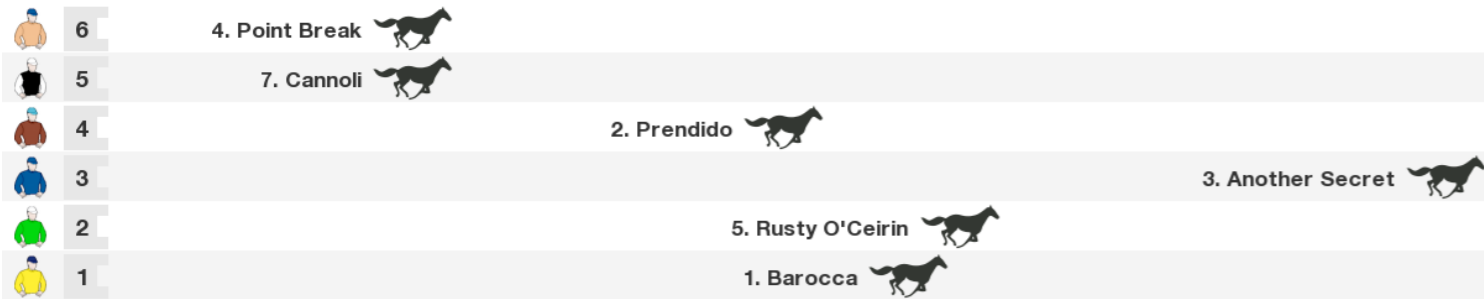 6 4. Point Break
5 7. Cannoli
4 2. Prendido
3 3. Another Secret
2 5. Rusty O'Ceirin
1 1. Barocca